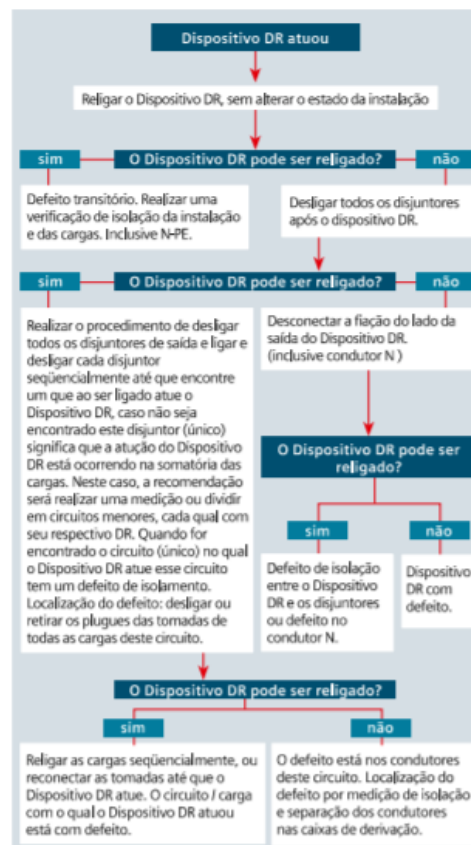 Dispositivo DR atuou
Religar o Dispositivo DR, sem alterar o estado da instalação
sim
O Dispositivo DR pode ser religado?
não
Defeito transitório. Realizar uma
verificação de isolação da instalação
e das cargas. Inclusive N-PE.
Desligar todos os disjuntores
após o dispositivo DR.
sim
O Dispositivo DR pode ser religado?
não
Realizar o procedimento de desligar
todos os disjuntores de saída e ligar e
desligar cada disjuntor
seqüencialmente até que encontre
um que ao ser ligado atue o
Dispositivo DR, caso não seja
encontrado este disjuntor (único)
significa que a atução do Dispositivo
DR está ocorrendo na somatória das
cargas. Neste caso, a recomendação
será realizar uma medição ou dividir
em circuitos menores, cada qual com
seu respectivo DR. Quando for
encontrado o circuito (único) no qual
o Dispositivo DR atue esse circuito
tem um defeito de isolamento.
Localização do defeito: desligar ou
retirar os plugues das tomadas de
todas as cargas deste circuito.
Desconectar a fiação do lado da
saída do Dispositivo DR.
(inclusive condutor N )
O Dispositivo DR pode ser
religado?
sim
não
Defeito de isolação
entre o Dispositivo
DR e os disjuntores
ou defeito no
condutor N.
Dispositivo
DR com
defeito.
O Dispositivo DR pode ser religado?
sim
não
Religar as cargas seqüencialmente, ou
reconectar as tomadas até que o
Dispositivo DR atue. O circuito / carga
com o qual o Dispositivo DR atuou
está com defeito.
O defeito está nos condutores
deste circuito. Localização do
defeito por medição de isolação
e separação dos condutores
nas caixas de derivação.